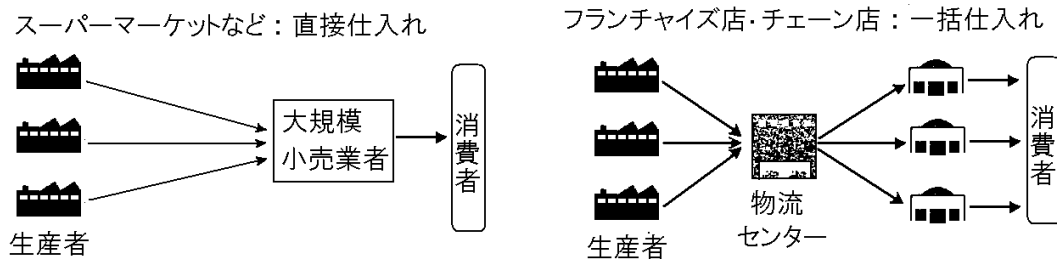 スーパーマーケットなど：直接仕入れ
大規模
小売業者
消費者
生産者
フランチャイズ店・チェーン店：一括仕入れ
物流
センター
消費者
生産者